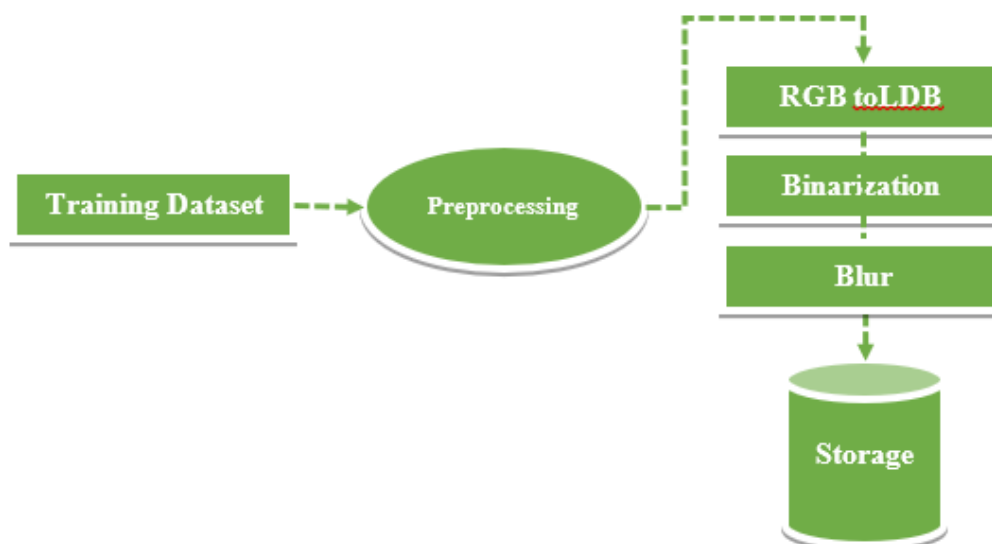 Training Dataset
Preprocessing
RGB toLDB
Binarization
Blur
Storage